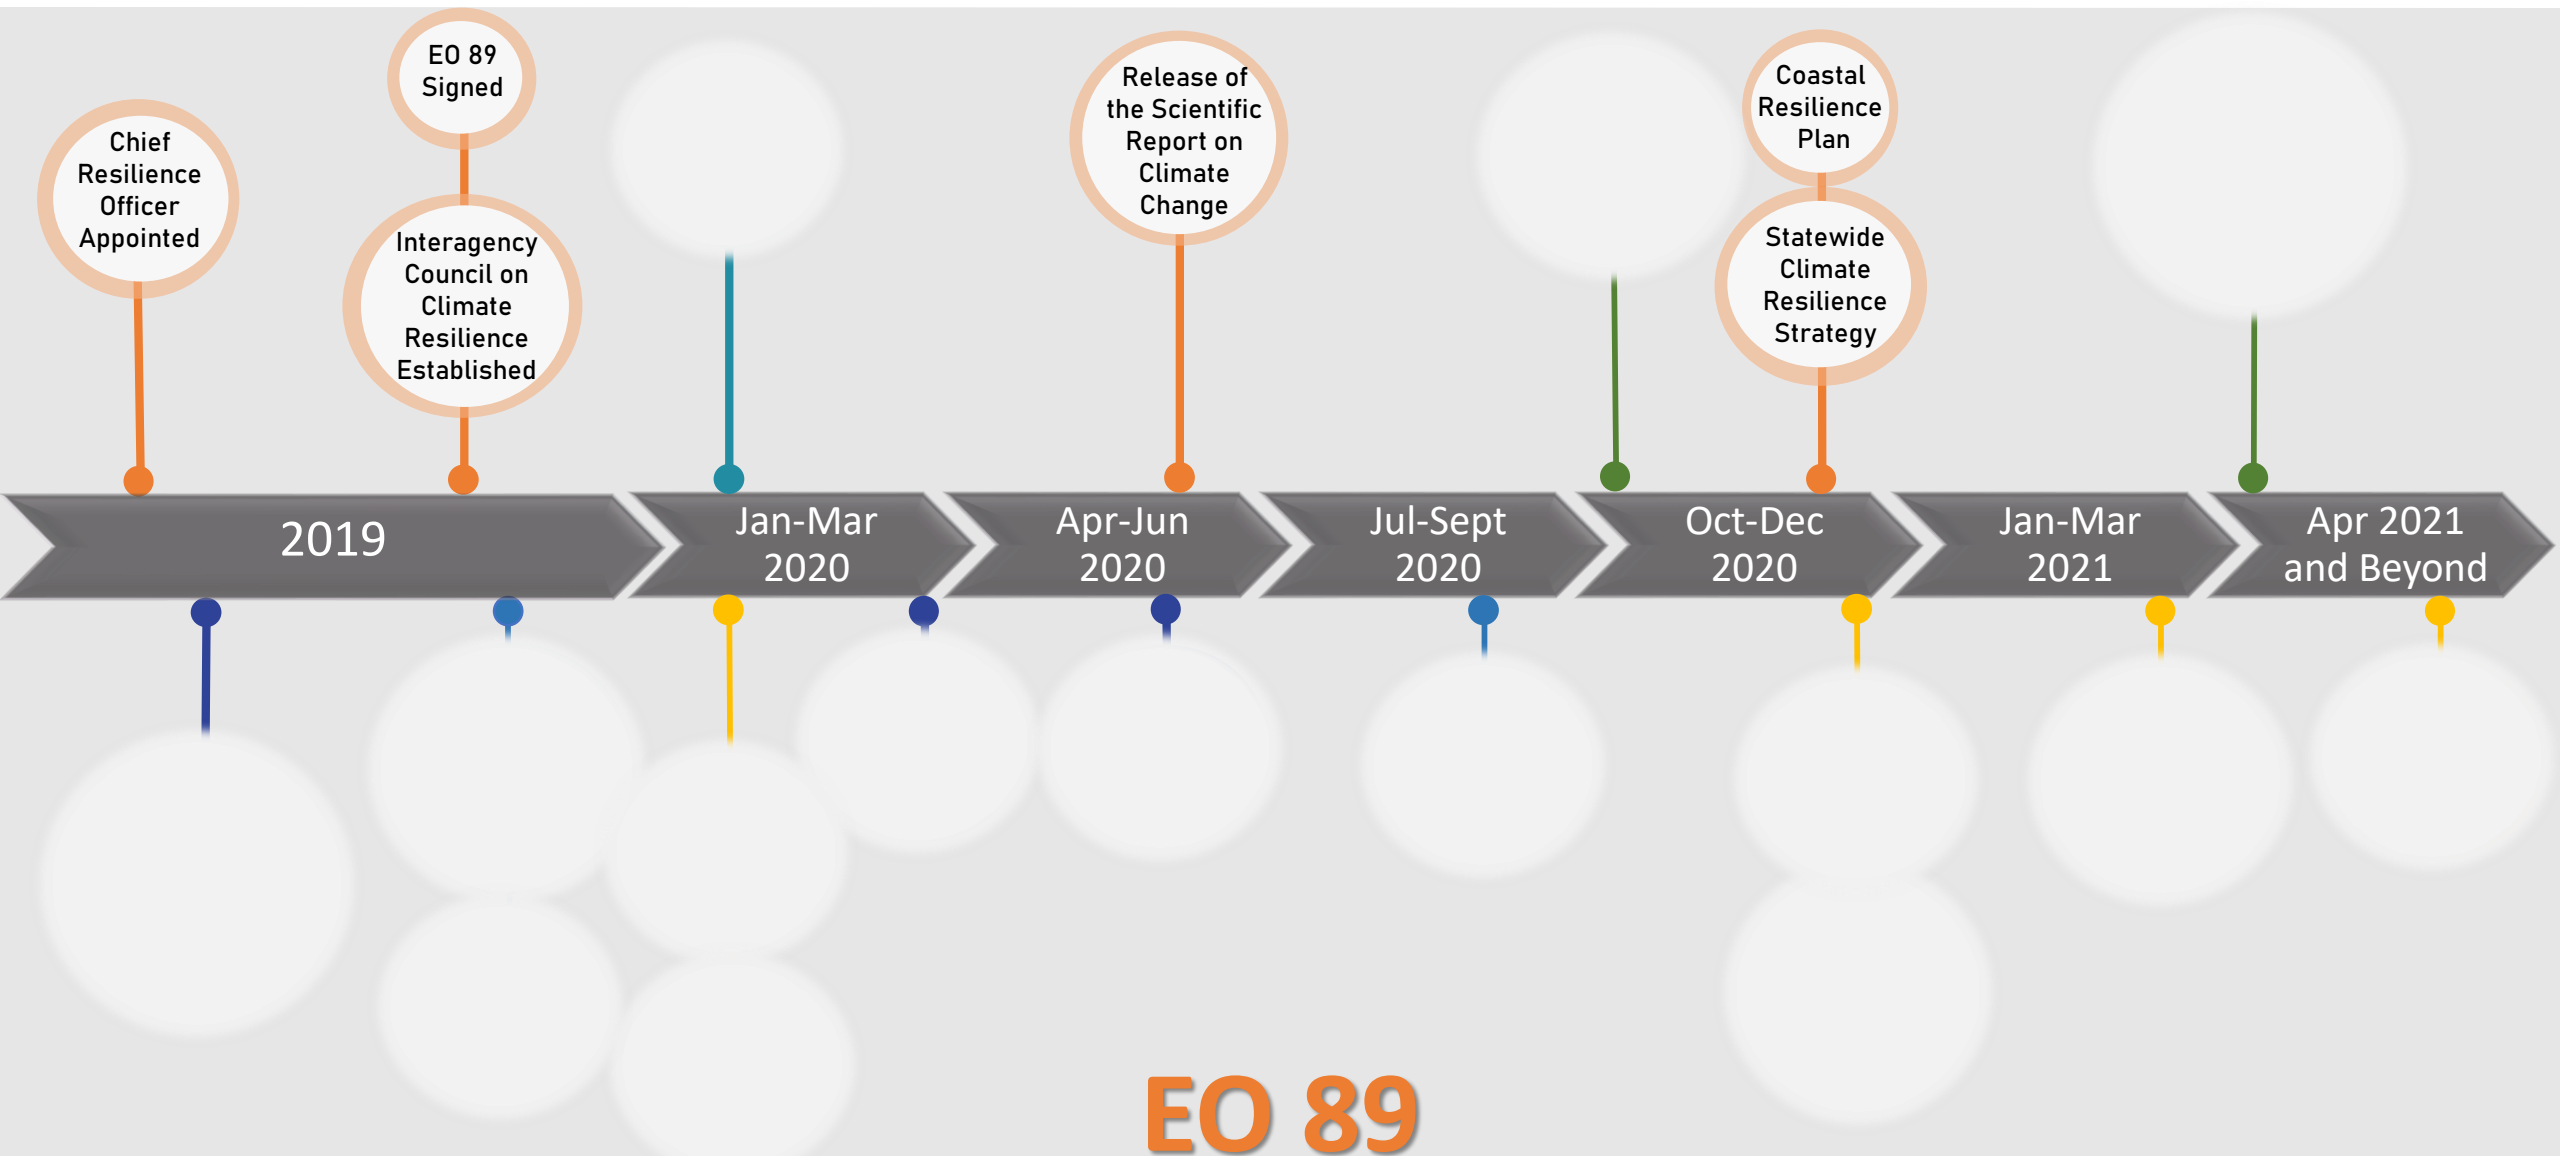 Chief
Resilience
Officer
Appointed
EO 89
Signed
Interagency
Council on
Climate
Resilience
Established
Release of
the Scientific
Report on
Climate
Change
Coastal
Resilience
Plan
Statewide
Climate
Resilience
Strategy
2019
Jan-Mar
2020
Apr-Jun
2020
Jul-Sept
2020
Oct-Dec
2020
Jan-Mar
2021
Apr 2021
and Beyond
EO 89